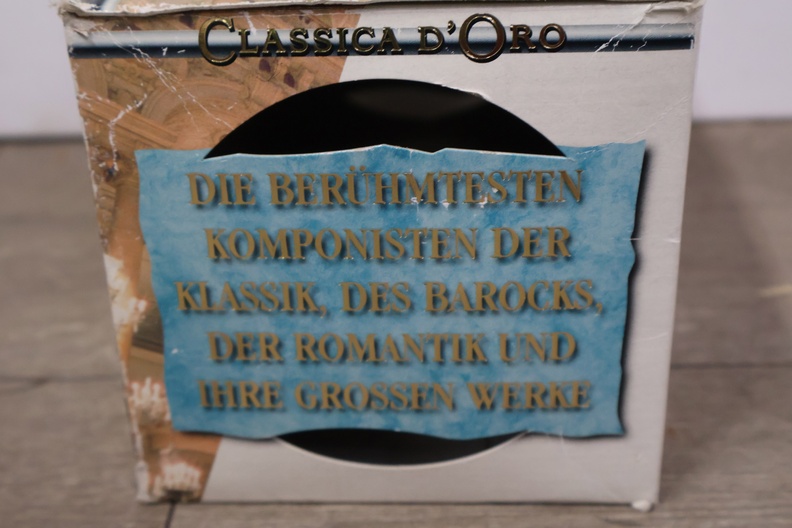 CLASSICA D'ORO
DIE BERÜHMTESTEN
KOMPONISTEN DER
KLASSIK, DES BAROCKS,
DER ROMANTIK UND
IHRE GROSSEN WERKE